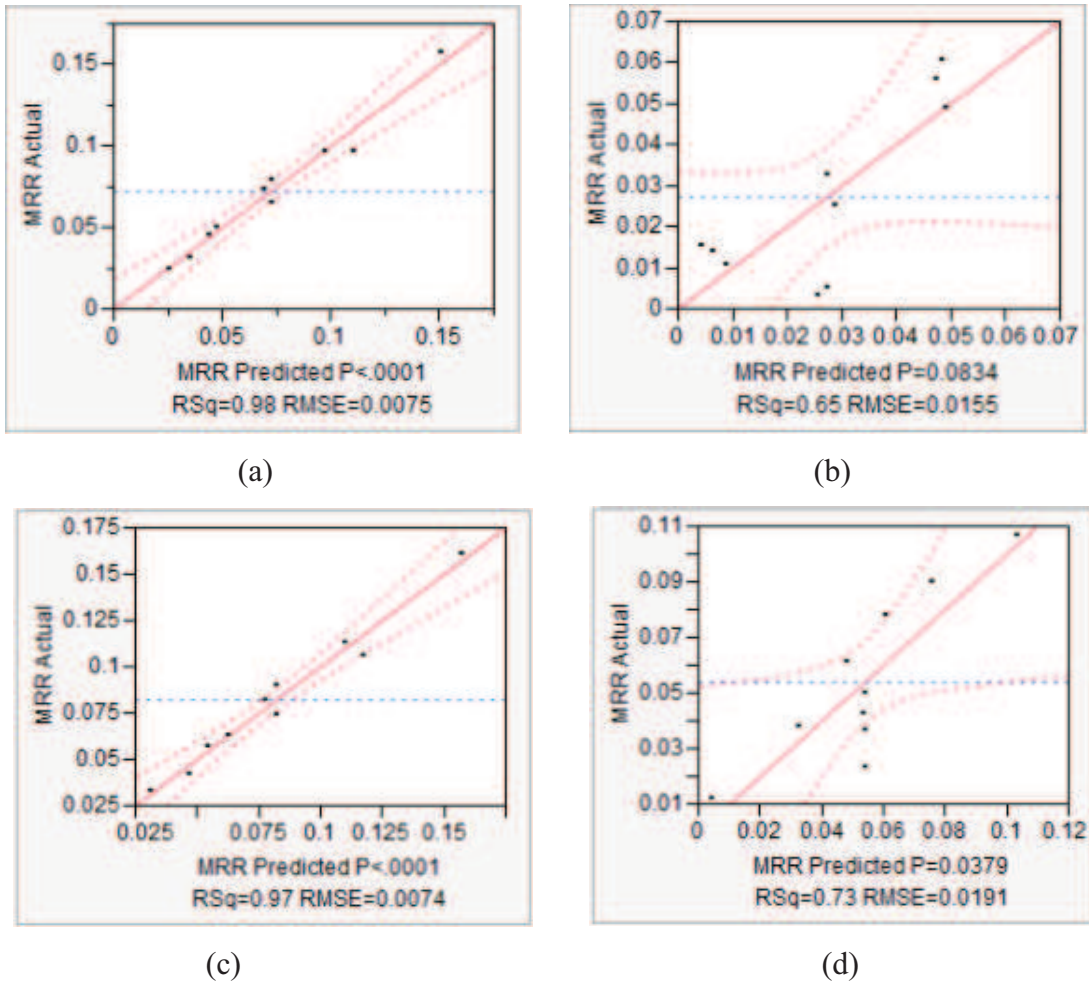 MRR Actual
0.15
0.1
0.05
0
0 0.05 0.1 0.15
MRR Predicted P<.0001
RSq=0.98 RMSE=0.0075
(a)
MRR Actual
0.07
0.06
0.05
0.04
0.03
0.02
0.01
0
0 0.01 0.02 0.03 0.04 0.05 0.06 0.07
MRR Predicted P=0.0834
RSq=0.65 RMSE=0.0155
(b)
MRR Actual
0.175
0.15
0.125
0.1
0.075
0.05
0.025
0.025 0.075 0.1 0.125 0.15
MRR Predicted P<.0001
RSq=0.97 RMSE=0.0074
(c)
MRR Actual
0.11
0.09
0.07
0.05
0.03
0.01
0 0.02 0.04 0.06 0.08 0.1 0.12
MRR Predicted P=0.0379
RSq=0.73 RMSE=0.0191
(d)